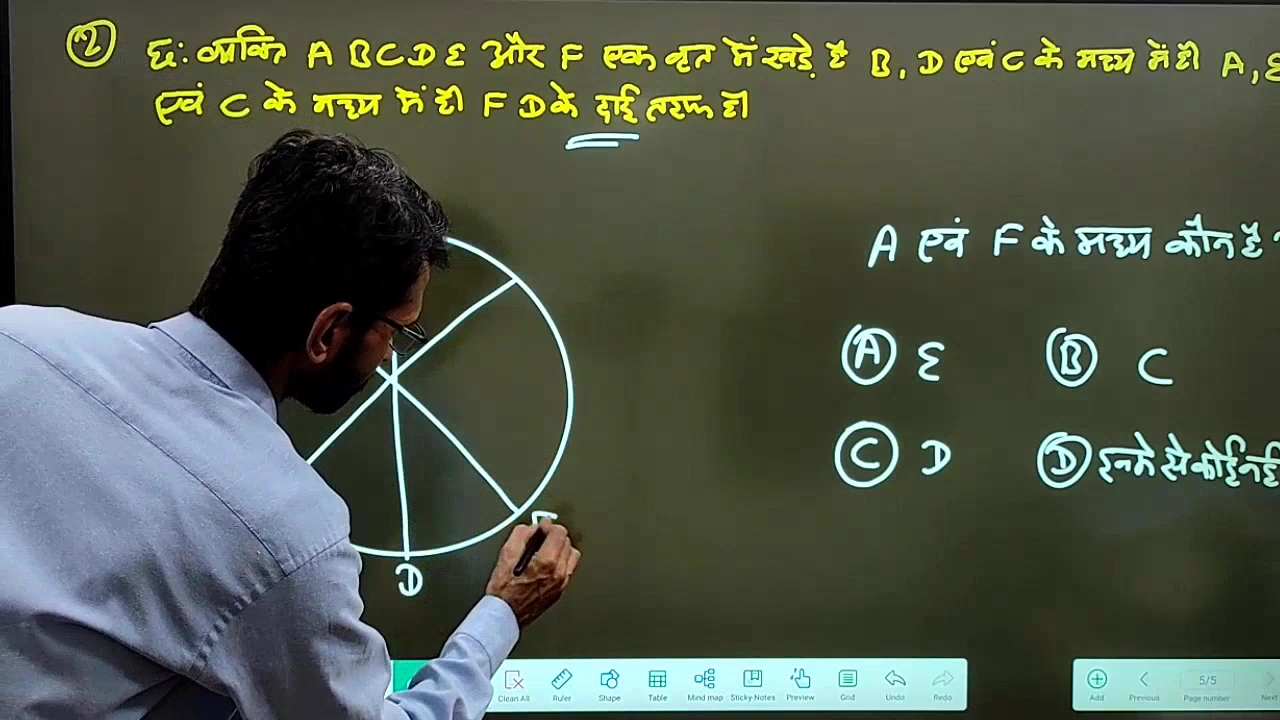 ② छः व्यक्ति A B C D E और F एक वृत में खड़े है B, D एवं C के मध्य में है। A, E
एवं C के मध्य में है। F D के दाई तरफ है।
A एवं F के मध्य कौन है ?
Ⓐ E Ⓑ C
Ⓒ D Ⓓ इनमे से कोई नही
D F
Clean All Ruler Shape Table Mind map Sticky-Notes Preview Grid Undo Redo
Add Previous 5/5 Page number Next